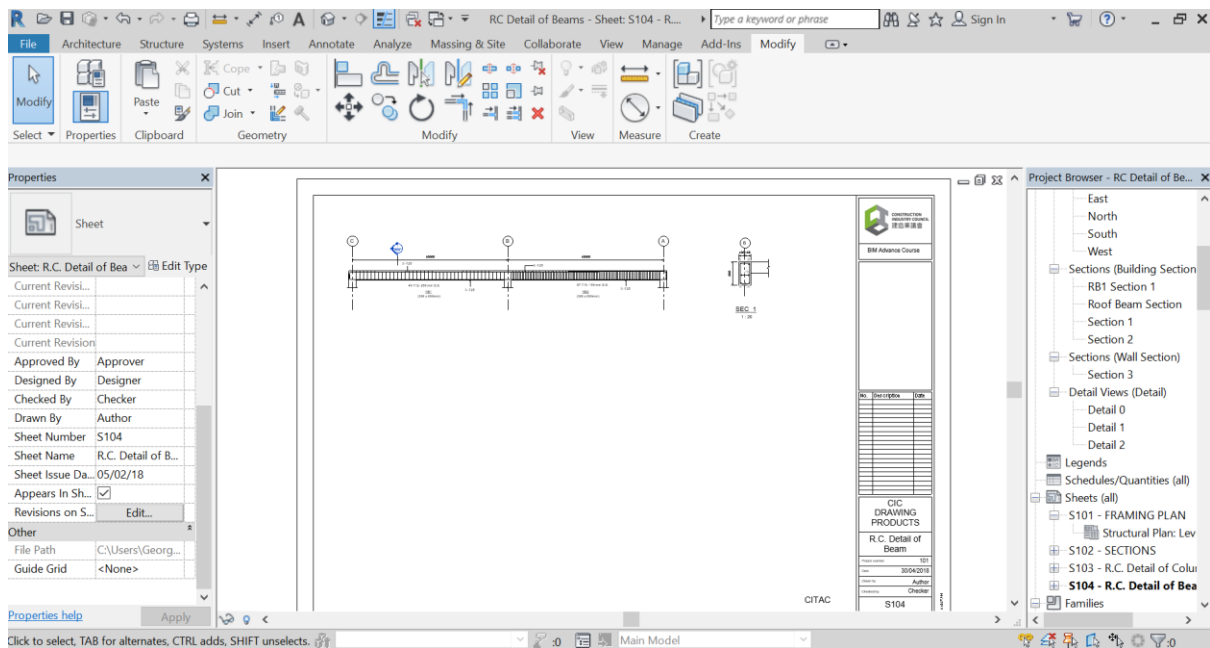 RC Detail of Beams - Sheet: S104 - R....
Type a keyword or phrase
Sign In
File Architecture Structure Systems Insert Annotate Analyze Massing & Site Collaborate View Manage Add-Ins Modify
Modify
Paste
Cope
Cut
Join
Select Properties Clipboard Geometry Modify View Measure Create
Properties
Sheet
Sheet: R.C. Detail of Bea
Edit Type
Current Revisi...
Current Revisi...
Current Revisi...
Current Revision
Approved By Approver
Designed By Designer
Checked By Checker
Drawn By Author
Sheet Number S104
Sheet Name R.C. Detail of B...
Sheet Issue Da... 05/02/18
Appears In Sh...
Revisions on S... Edit...
Other
File Path C:\Users\Georg...
Guide Grid <None>
Properties help
Apply
C
B
A
SEC 1
1 : 20
CONSTRUCTION
INDUSTRY COUNCIL
建造業議會
BIM Advance Course
No. Description Date
CIC
DRAWING
PRODUCTS
R.C. Detail of
Beam
101
30/04/2018
Author
Checker
S104
CITAC
Project Browser - RC Detail of Be...
East
North
South
West
Sections (Building Section
RB1 Section 1
Roof Beam Section
Section 1
Section 2
Sections (Wall Section)
Section 3
Detail Views (Detail)
Detail 0
Detail 1
Detail 2
Legends
Schedules/Quantities (all)
Sheets (all)
S101 - FRAMING PLAN
Structural Plan: Lev
S102 - SECTIONS
S103 - R.C. Detail of Colu
S104 - R.C. Detail of Bea
Families
Click to select, TAB for alternates, CTRL adds, SHIFT unselects.
:0
Main Model
:0